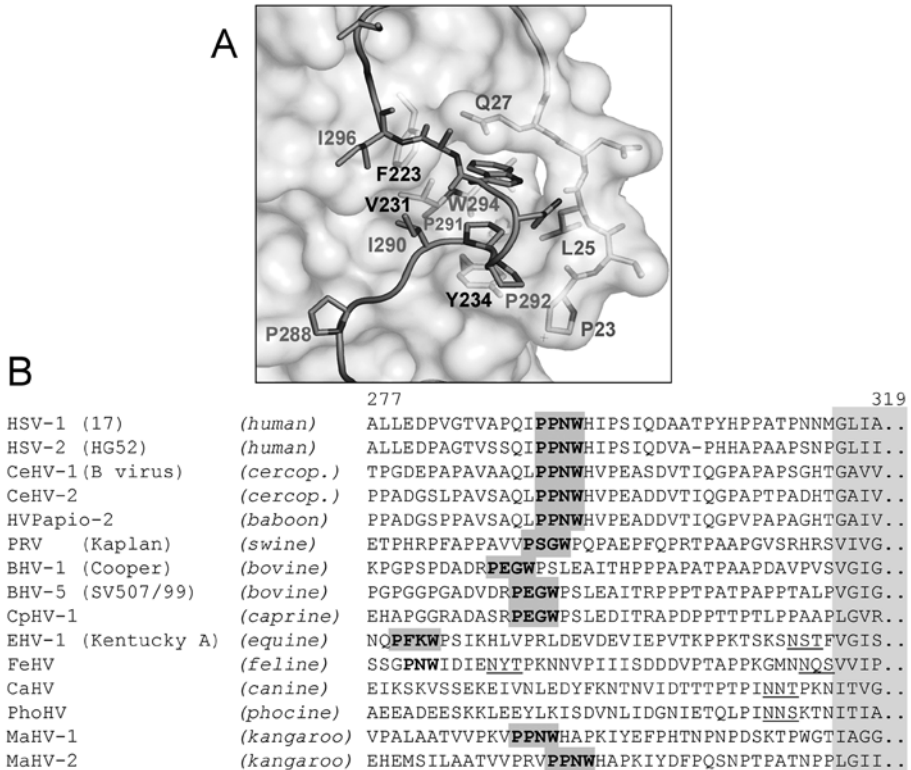 A
Q27
I296
F223
V231
W294
P291
I290
L25
Y234
P292
P23
P288
B
277 319
HSV-1 (17) (human) ALLEDPVGTVAPQIPPNWHIPSIQDAATPYHPPATPNNMGLIA..
HSV-2 (HG52) (human) ALLEDPAGTVSSQIPPNWHIPSIQDVA-PHHAPAAPSNPGLII..
CeHV-1(B virus) (cercop.) TPGDEPAPAVAAQLPPNWHVPEASDVTIQGPAPAPSGHTGAVV..
CeHV-2 (cercop.) PPADGSLPAVSAQLPPNWHVPEADDVTIQGPAPTPADHTGAIV..
HVPapio-2 (baboon) PPADGSPPAVSAQLPPNWHVPEADDVTIQGPVPAPAGHTGAIV..
PRV (Kaplan) (swine) ETPHRPFAPPAVVPSGWPQPAEPFQPRTPAAPGVSRHRSVIVG..
BHV-1 (Cooper) (bovine) KPGPSPDADRPEGWPSLEAITHPPPAPATPAAPDAVPVSVGIG..
BHV-5 (SV507/99) (bovine) PGPGGPGADVDRPEGWPSLEDITRPPPTPATPAPPTALPVGIG..
CpHV-1 (caprine) EHAPGGRADASRPEGWPSLEDITRAPDPPTTPTLPPAAPLGVR..
EHV-1 (Kentucky A) (equine) NQPFKWPSIKHLVPRLDEVDEVIEPVTKPPKTSKSNSTFVGIS..
FeHV (feline) SSGPNWIDIENYTPKNNVPIIISDDDVPTAPPKGMNNQSVVIP..
CaHV (canine) EIKSKVSSEKEIVNLEDYFKNTNVIDTTTPTPINNTPKNITVG..
PhoHV (phocine) AEEADEESKKLEEYLKISDVNLIDGNIETQLPINNSKTNITIA..
MaHV-1 (kangaroo) VPALAATVVPKVPPNWHAPKIYEFPHTNPNPDSKTPWGTIAGG..
MaHV-2 (kangaroo) EHEMSILAATVVPRVPPNWHAPKIYDFPQSNPTPATNPPLGII..